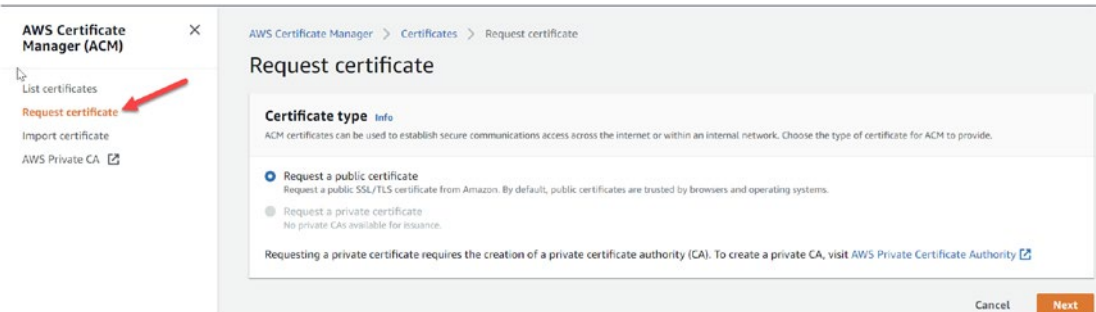 AWS Certificate
Manager (ACM)
List certificates
Request certificate
Import certificate
AWS Private CA
AWS Certificate Manager > Certificates > Request certificate
Request certificate
Certificate type Info
ACM certificates can be used to establish secure communications access across the internet or within an internal network. Choose the type of certificate for ACM to provide.
Request a public certificate
Request a public SSL/TLS certificate from Amazon. By default, public certificates are trusted by browsers and operating systems.
Request a private certificate
No private CAs available for issuance.
Requesting a private certificate requires the creation of a private certificate authority (CA). To create a private CA, visit AWS Private Certificate Authority
Cancel Next